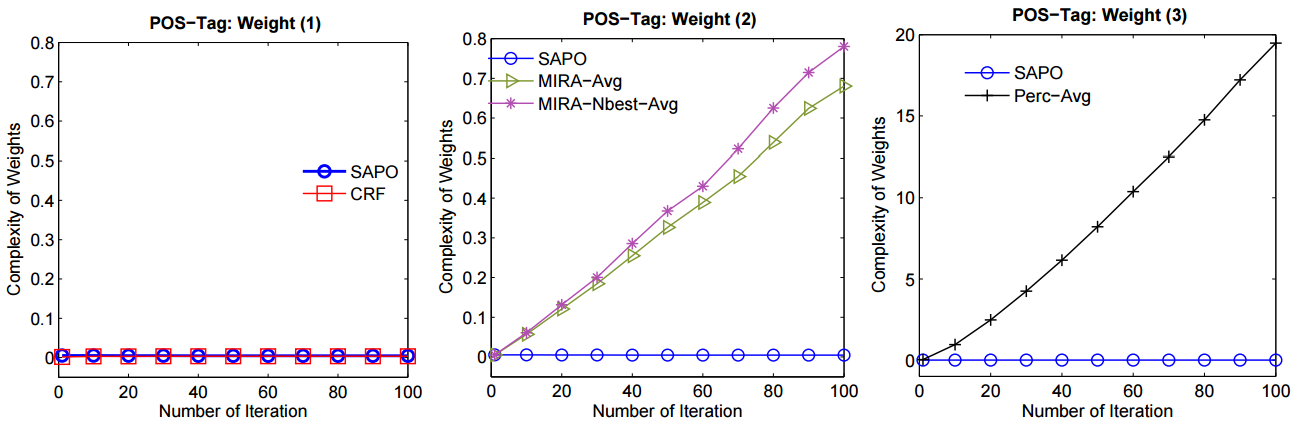 POS−Tag: Weight (1)
0.8
0.7
0.6
0.5
0.4
0.3
0.2
0.1
0
Complexity of Weights
SAPO
CRF
0 20 40 60 80 100
Number of Iteration
POS−Tag: Weight (2)
0.8
0.7
0.6
0.5
0.4
0.3
0.2
0.1
0
Complexity of Weights
SAPO
MIRA−Avg
MIRA−Nbest−Avg
0 20 40 60 80 100
Number of Iteration
POS−Tag: Weight (3)
20
15
10
5
0
Complexity of Weights
SAPO
Perc−Avg
0 20 40 60 80 100
Number of Iteration